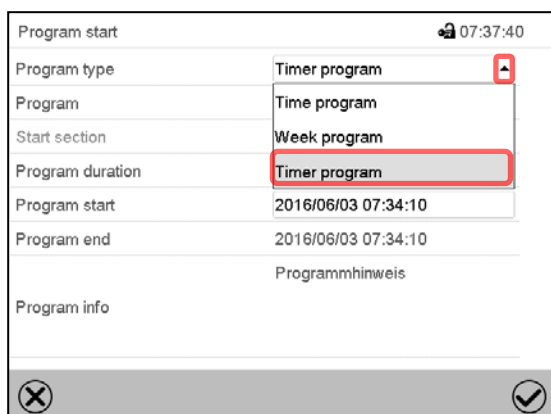 Program start 07:37:40
Program type Timer program
Program Time program
Start section Week program
Program duration Timer program
Program start 2016/06/03 07:34:10
Program end 2016/06/03 07:34:10
Programmhinweis
Program info